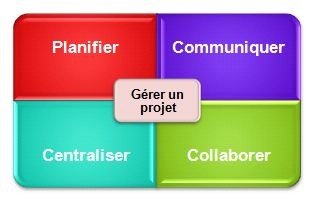 Planifier
Communiquer
Gérer un
projet
Centraliser
Collaborer